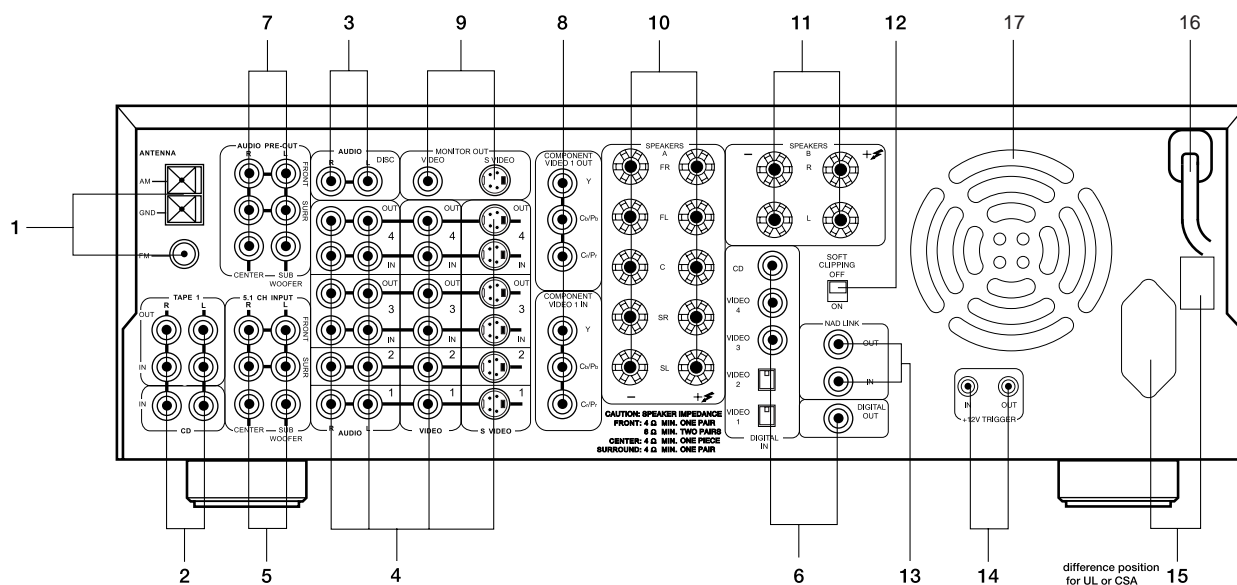 7 3 9 8 10 11 12 17 16
ANTENNA
AM
GND
FM
1
AUDIO PRE-OUT
R L
FRONT
SURR
CENTER
SUB
WOOFER
AUDIO
R L
DISC
MONITOR OUT
VIDEO
S VIDEO
OUT
4 4 4
IN
OUT
3
IN
2 2
1 1
R AUDIO L
VIDEO
S VIDEO
TAPE 1
R L
OUT
IN
IN
CD
5.1 CH INPUT
R L
FRONT
SURR
CENTER
SUB
WOOFER
COMPONENT
VIDEO 1 OUT
Y
Cb/Pb
Cr/Pr
COMPONENT
VIDEO 1 IN
Y
Cb/Pb
Cr/Pr
SPEAKERS
A
FR
FL
C
SR
SL
– +
CAUTION: SPEAKER IMPEDANCE
FRONT: 4 Ω MIN. ONE PAIR
8 Ω MIN. TWO PAIRS
CENTER: 4 Ω MIN. ONE PIECE
SURROUND: 4 Ω MIN. ONE PAIR
SPEAKERS
– B +
R
L
CD
VIDEO
4
VIDEO
3
VIDEO
2
VIDEO
1
DIGITAL
IN
SOFT
CLIPPING
OFF
ON
NAD LINK
OUT
IN
DIGITAL
OUT
IN OUT
+12V TRIGGER
2 5 4 6 13 14 15
difference position
for UL or CSA